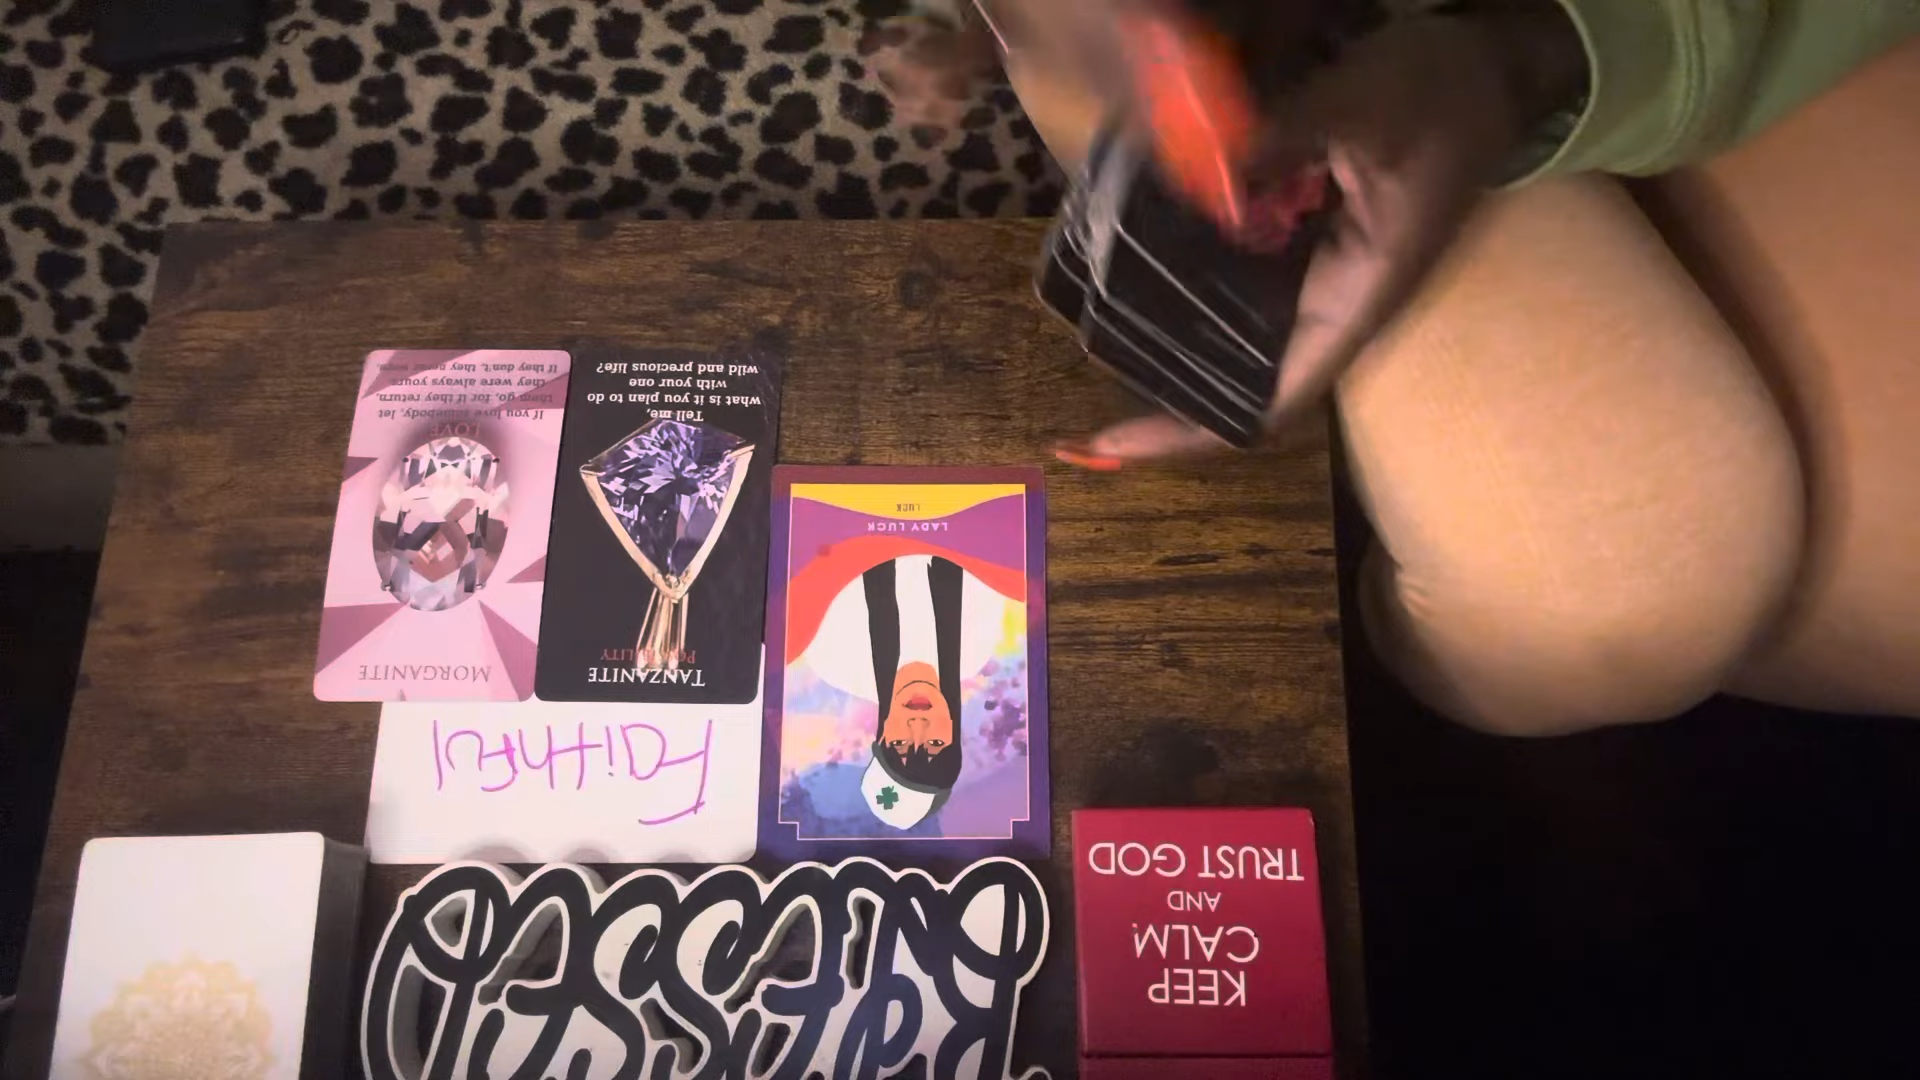 If you love somebody, let
them go, for if they return,
they were always yours.
If they don't, they never were.
LOVE
MORGANITE
Tell me,
what is it you plan to do
with your one
wild and precious life?
POSSIBILITY
TANZANITE
LUCK
LADY LUCK
Faithful
Blessed
KEEP
CALM
AND
TRUST GOD